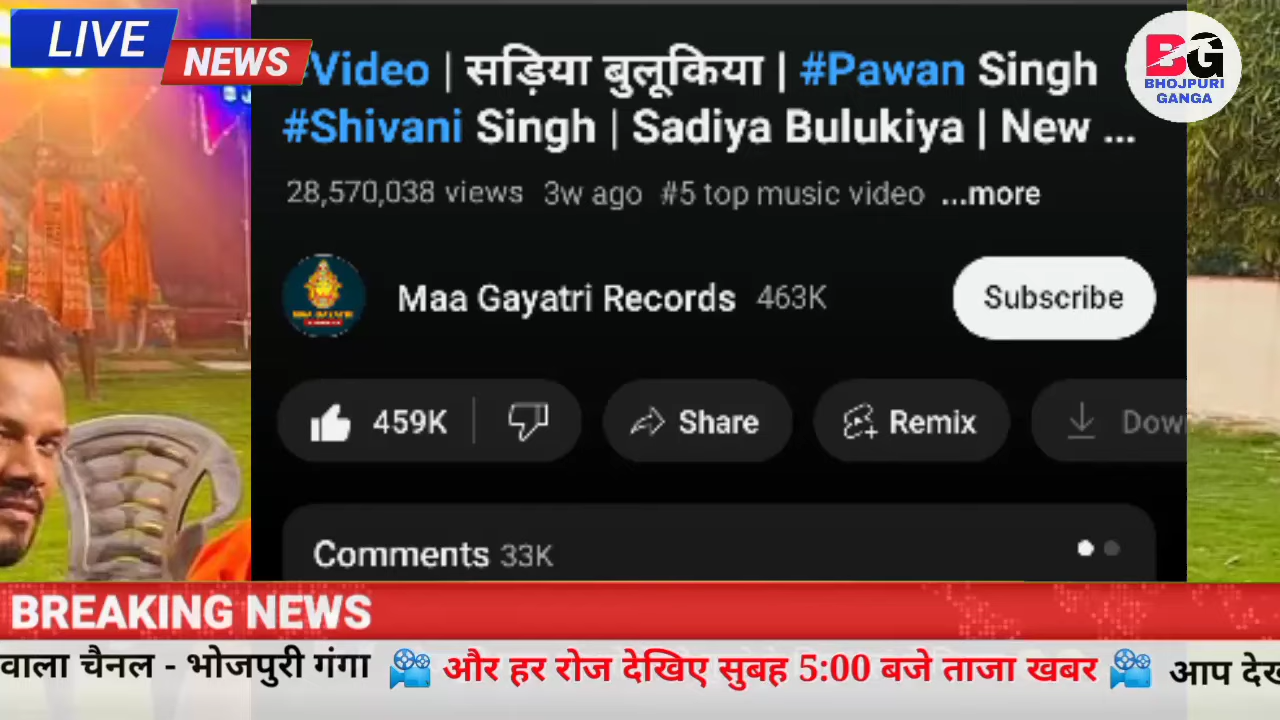 LIVE
NEWS
#Video | सड़िया बुलूकिया | #Pawan Singh
#Shivani Singh | Sadiya Bulukiya | New ...
BG
BHOJPURI
GANGA
28,570,038 views 3w ago #5 top music video ...more
Maa Gayatri Records 463K
Subscribe
459K
Share
Remix
Dow
Comments 33K
BREAKING NEWS
वाला चैनल - भोजपुरी गंगा 🎥 और हर रोज देखिए सुबह 5:00 बजे ताजा खबर 🎥 आप देख